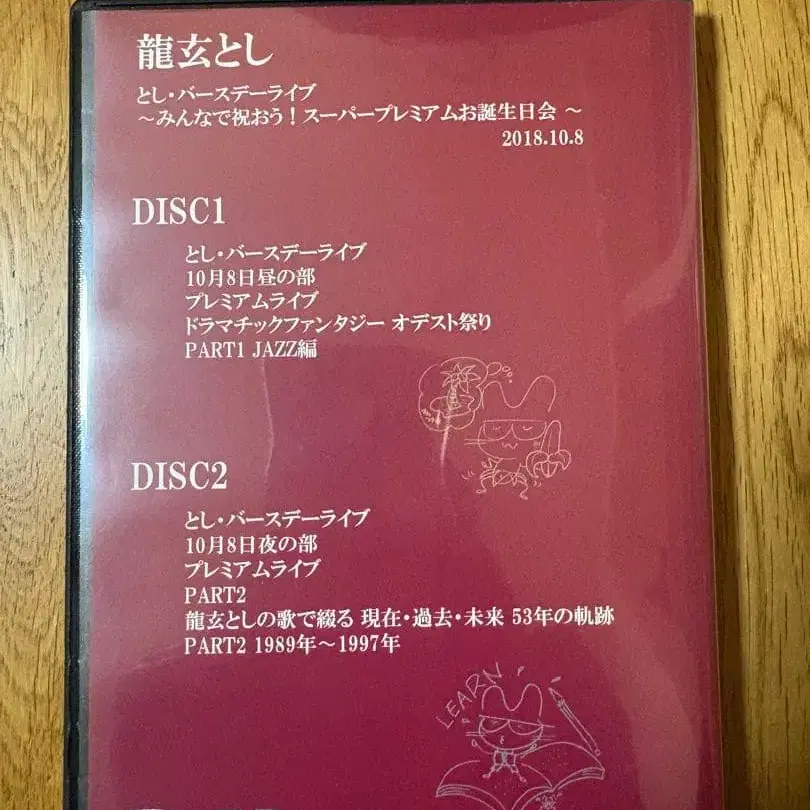 龍玄とし
とし・バースデーライブ
～みんなで祝おう！スーパープレミアムお誕生日会 ～
2018.10.8
DISC1
とし・バースデーライブ
10月8日昼の部
プレミアムライブ
ドラマチックファンタジー オデスト祭り
PART1 JAZZ編
DISC2
とし・バースデーライブ
10月8日夜の部
プレミアムライブ
PART2
龍玄としの歌で綴る 現在・過去・未来 53年の軌跡
PART2 1989年～1997年
LEARN